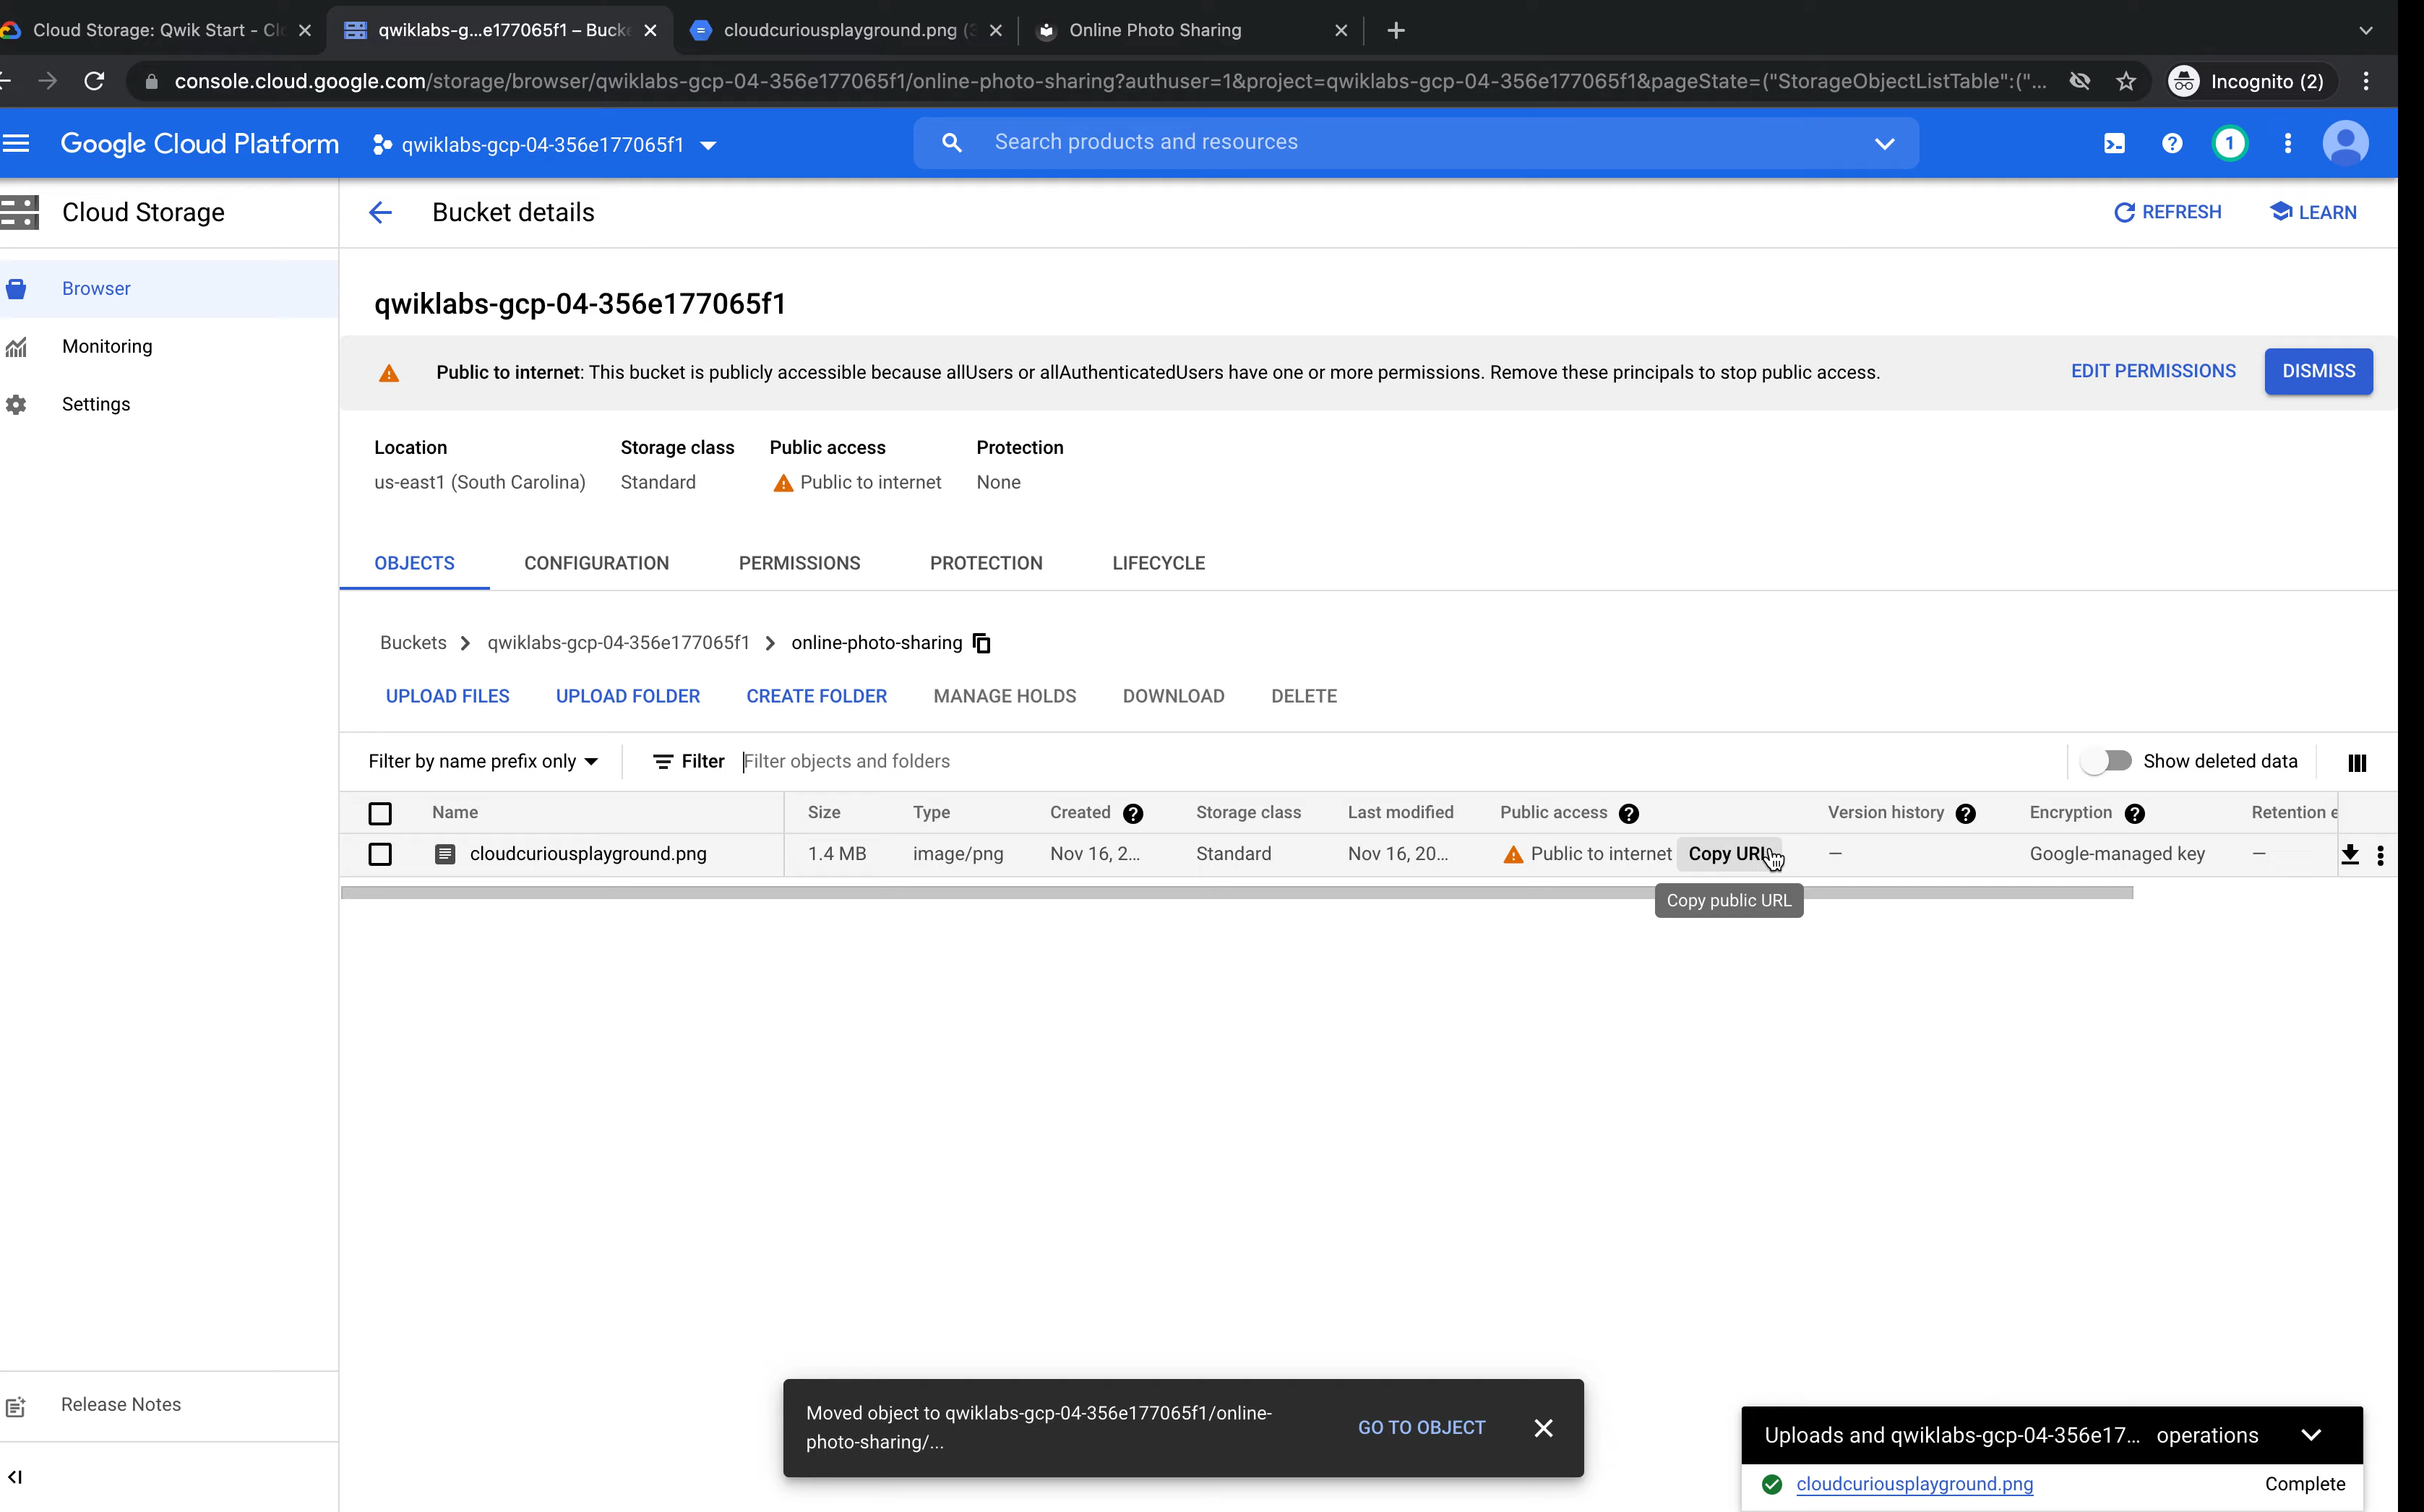 Cloud Storage: Qwik Start - Cl
qwiklabs-g...e177065f1 – Bucke
cloudcuriousplayground.png (3
Online Photo Sharing
console.cloud.google.com/storage/browser/qwiklabs-gcp-04-356e177065f1/online-photo-sharing?authuser=1&project=qwiklabs-gcp-04-356e177065f1&pageState=("StorageObjectListTable":("...
Incognito (2)
Google Cloud Platform
qwiklabs-gcp-04-356e177065f1
Search products and resources
1
Cloud Storage
Bucket details
REFRESH
LEARN
Browser
Monitoring
Settings
qwiklabs-gcp-04-356e177065f1
Public to internet: This bucket is publicly accessible because allUsers or allAuthenticatedUsers have one or more permissions. Remove these principals to stop public access.
EDIT PERMISSIONS
DISMISS
Location Storage class Public access Protection
us-east1 (South Carolina) Standard Public to internet None
OBJECTS CONFIGURATION PERMISSIONS PROTECTION LIFECYCLE
Buckets > qwiklabs-gcp-04-356e177065f1 > online-photo-sharing
UPLOAD FILES UPLOAD FOLDER CREATE FOLDER MANAGE HOLDS DOWNLOAD DELETE
Filter by name prefix only Filter Filter objects and folders Show deleted data
Name Size Type Created Storage class Last modified Public access Version history Encryption Retention e
cloudcuriousplayground.png 1.4 MB image/png Nov 16, 2... Standard Nov 16, 20... Public to internet Copy URL — Google-managed key —
Copy public URL
Release Notes
Moved object to qwiklabs-gcp-04-356e177065f1/online-
photo-sharing/...
GO TO OBJECT
Uploads and qwiklabs-gcp-04-356e17... operations
cloudcuriousplayground.png Complete